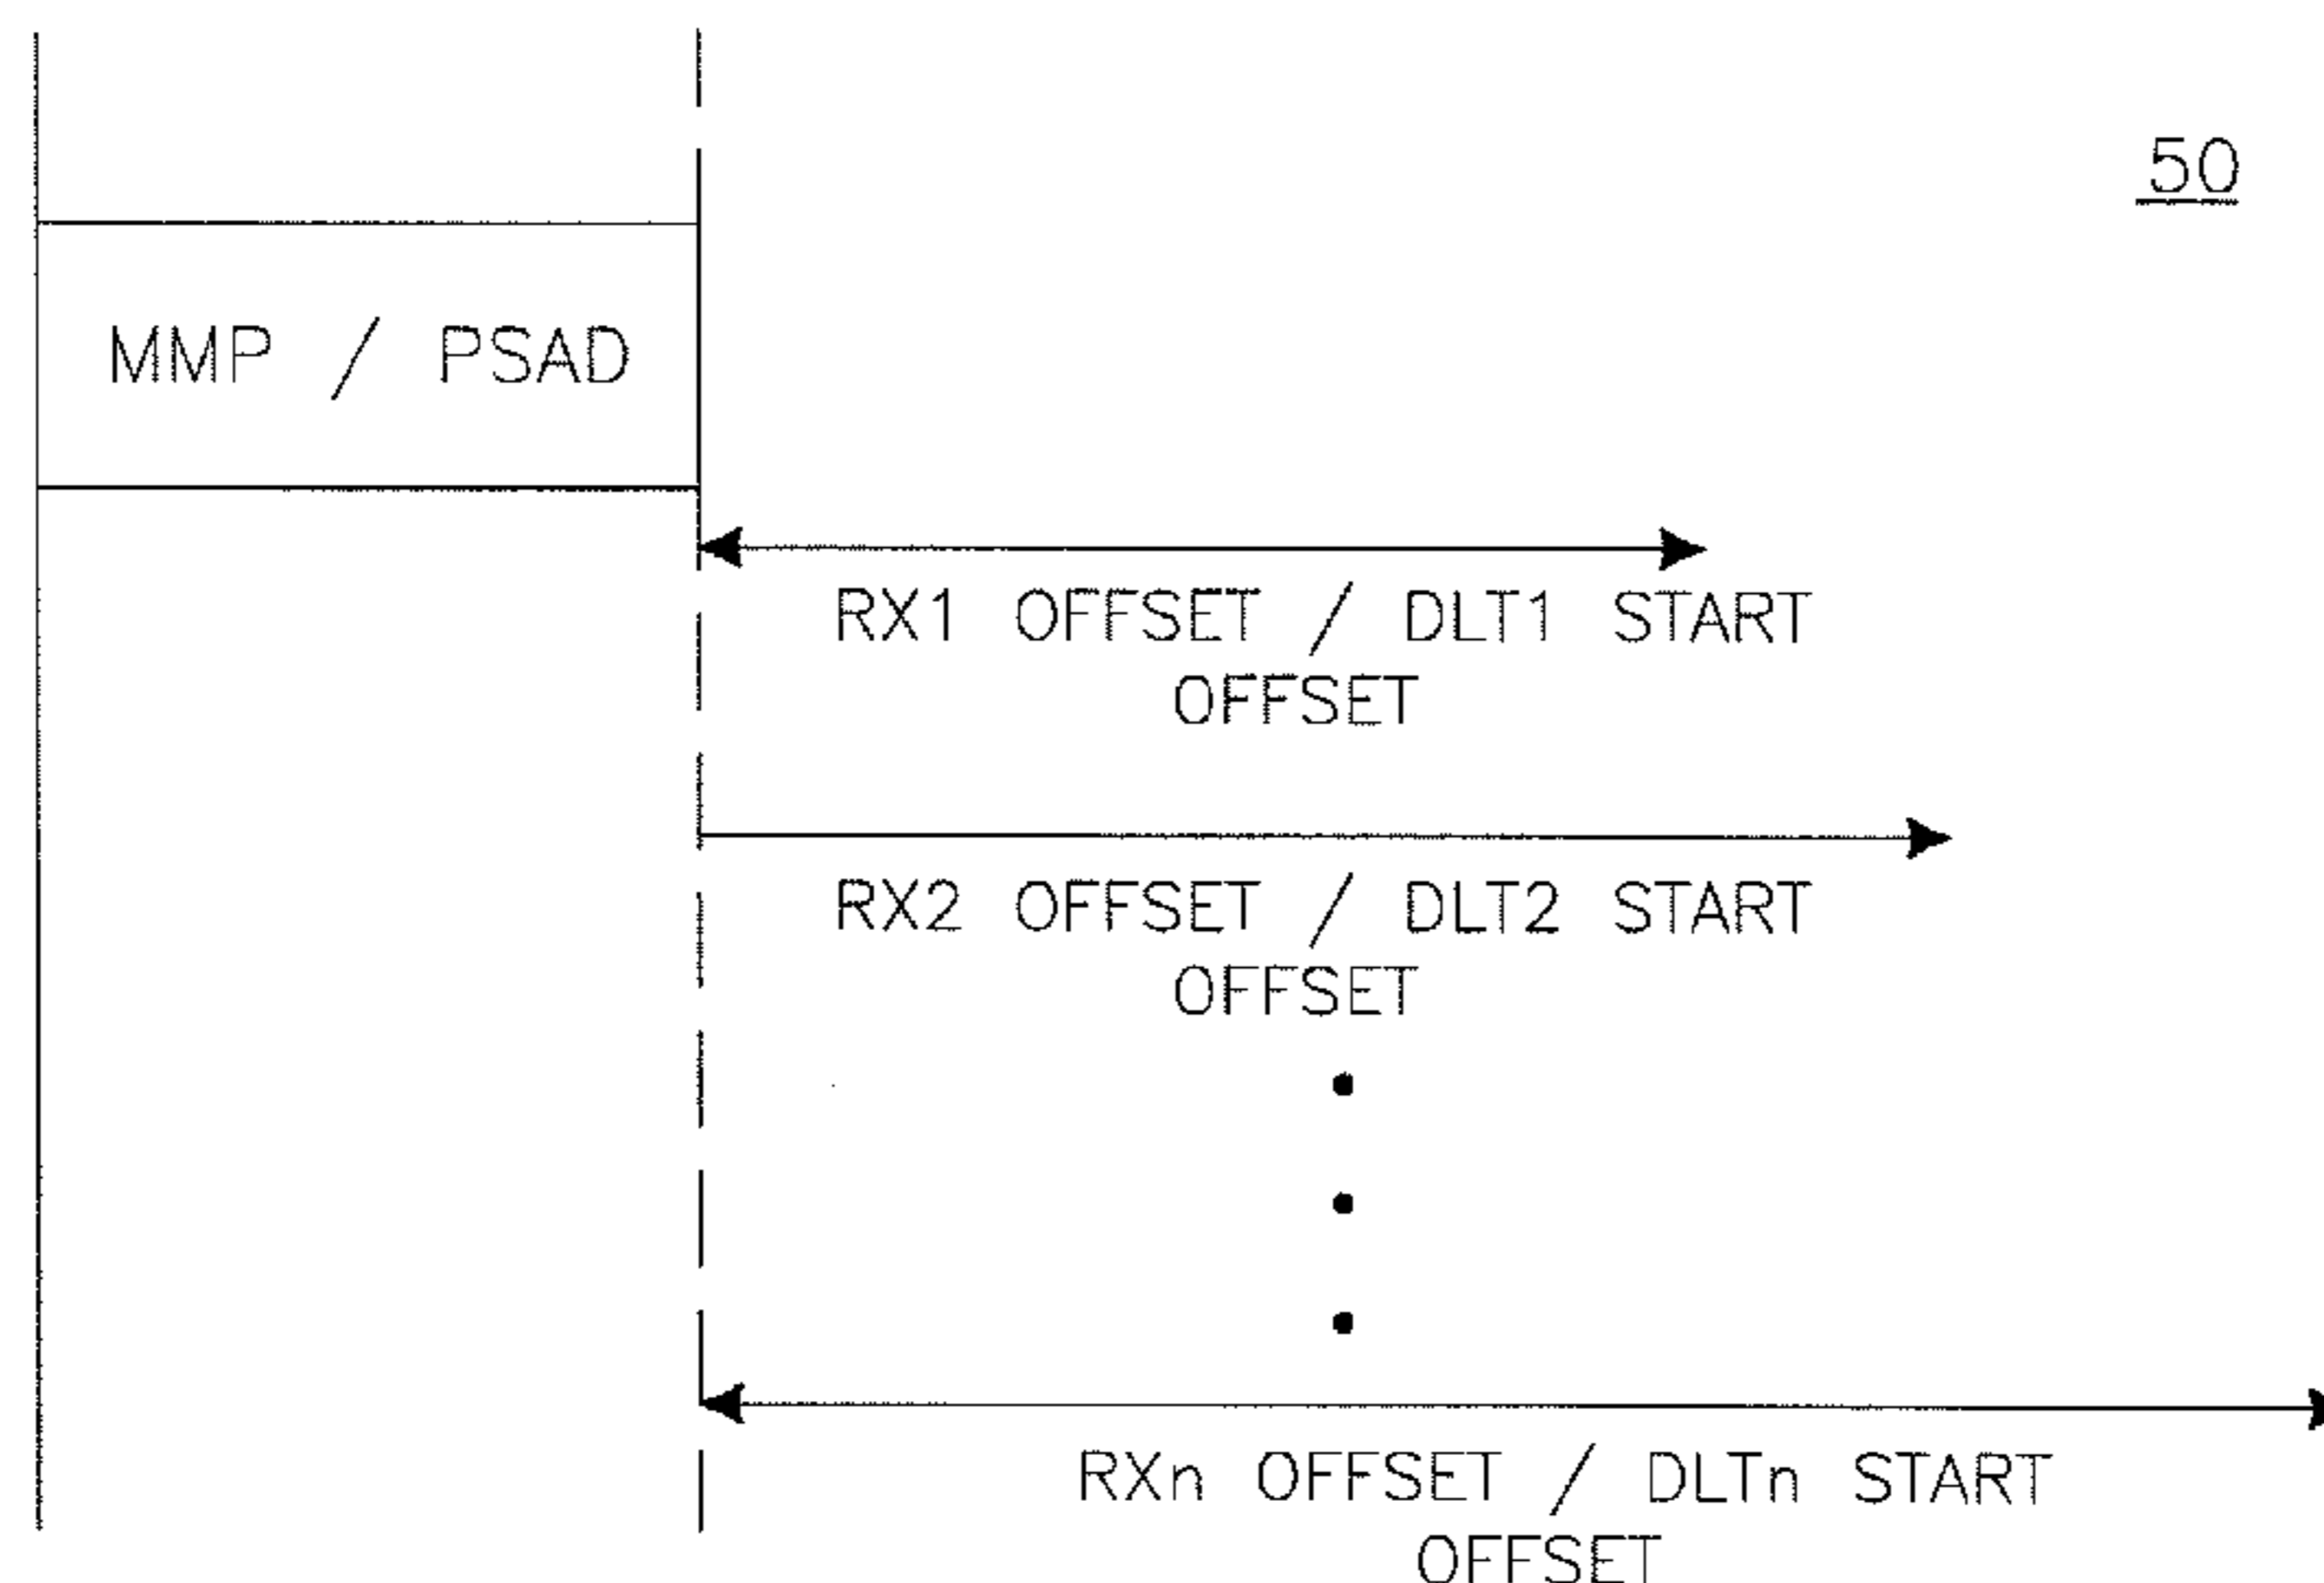 50
MMP / PSAD
RX1 OFFSET / DLT1 START
OFFSET
RX2 OFFSET / DLT2 START
OFFSET
RXn OFFSET / DLTn START
OFFSET